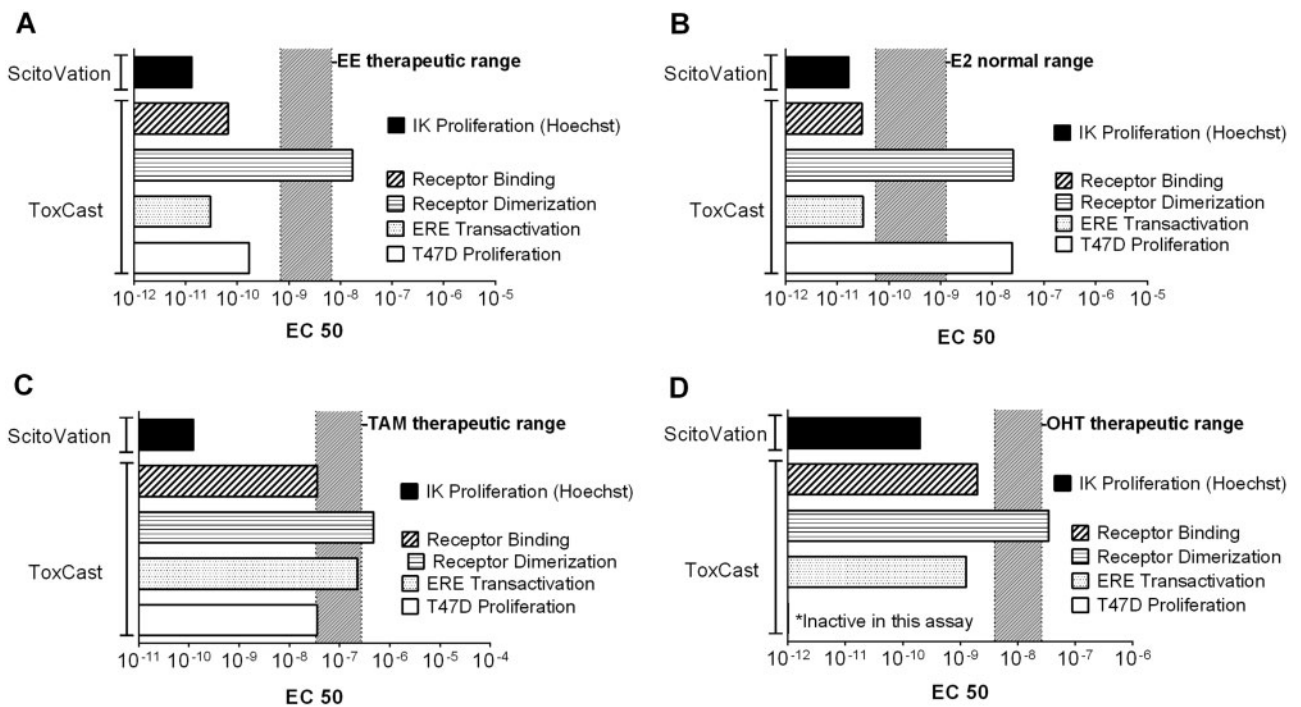 A
ScitoVation
-EE therapeutic range
IK Proliferation (Hoechst)
Receptor Binding
Receptor Dimerization
ToxCast
ERE Transactivation
T47D Proliferation
10-12 10-11 10-10 10-9 10-8 10-7 10-6 10-5
EC 50
B
ScitoVation
-E2 normal range
IK Proliferation (Hoechst)
Receptor Binding
Receptor Dimerization
ToxCast
ERE Transactivation
T47D Proliferation
10-12 10-11 10-10 10-9 10-8 10-7 10-6 10-5
EC 50
C
ScitoVation
-TAM therapeutic range
IK Proliferation (Hoechst)
Receptor Binding
Receptor Dimerization
ToxCast
ERE Transactivation
T47D Proliferation
10-11 10-10 10-9 10-8 10-7 10-6 10-5 10-4
EC 50
D
ScitoVation
-OHT therapeutic range
IK Proliferation (Hoechst)
Receptor Binding
Receptor Dimerization
ToxCast
ERE Transactivation
T47D Proliferation
*Inactive in this assay
10-12 10-11 10-10 10-9 10-8 10-7 10-6
EC 50